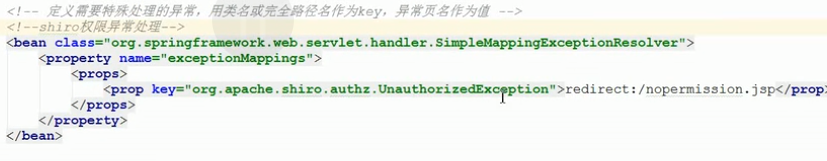 <!-- 定义需要特殊处理的异常，用类名或完全路径名作为key，异常页名作为值 -->
<!--shiro权限异常处理-->
<bean class="org.springframework.web.servlet.handler.SimpleMappingExceptionResolver">
<property name="exceptionMappings">
<props>
<prop key="org.apache.shiro.authz.UnauthorizedException">redirect:/nopermission.jsp</prop>
</props>
</property>
</bean>